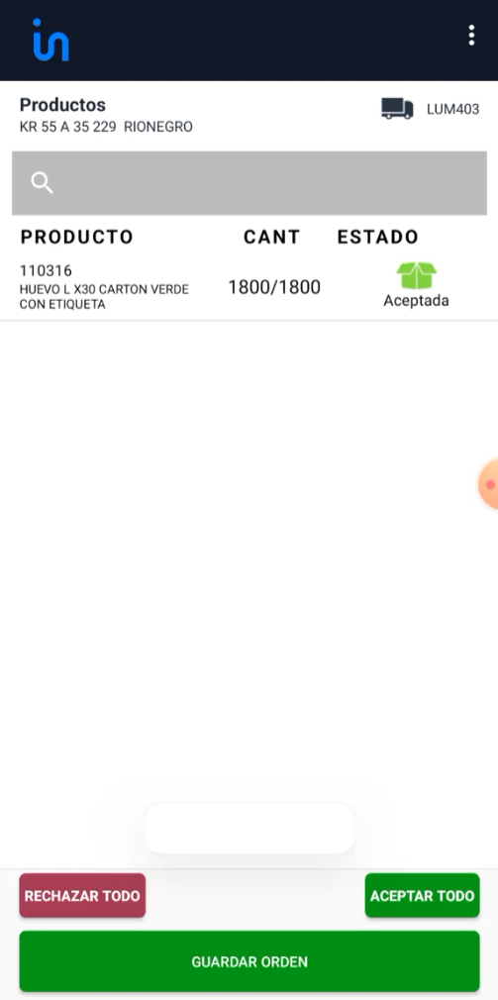 in
Productos
LUM403
KR 55 A 35 229 RIONEGRO
PRODUCTO CANT ESTADO
110316
HUEVO L X30 CARTON VERDE
CON ETIQUETA
1800/1800
Aceptada
RECHAZAR TODO
ACEPTAR TODO
GUARDAR ORDEN